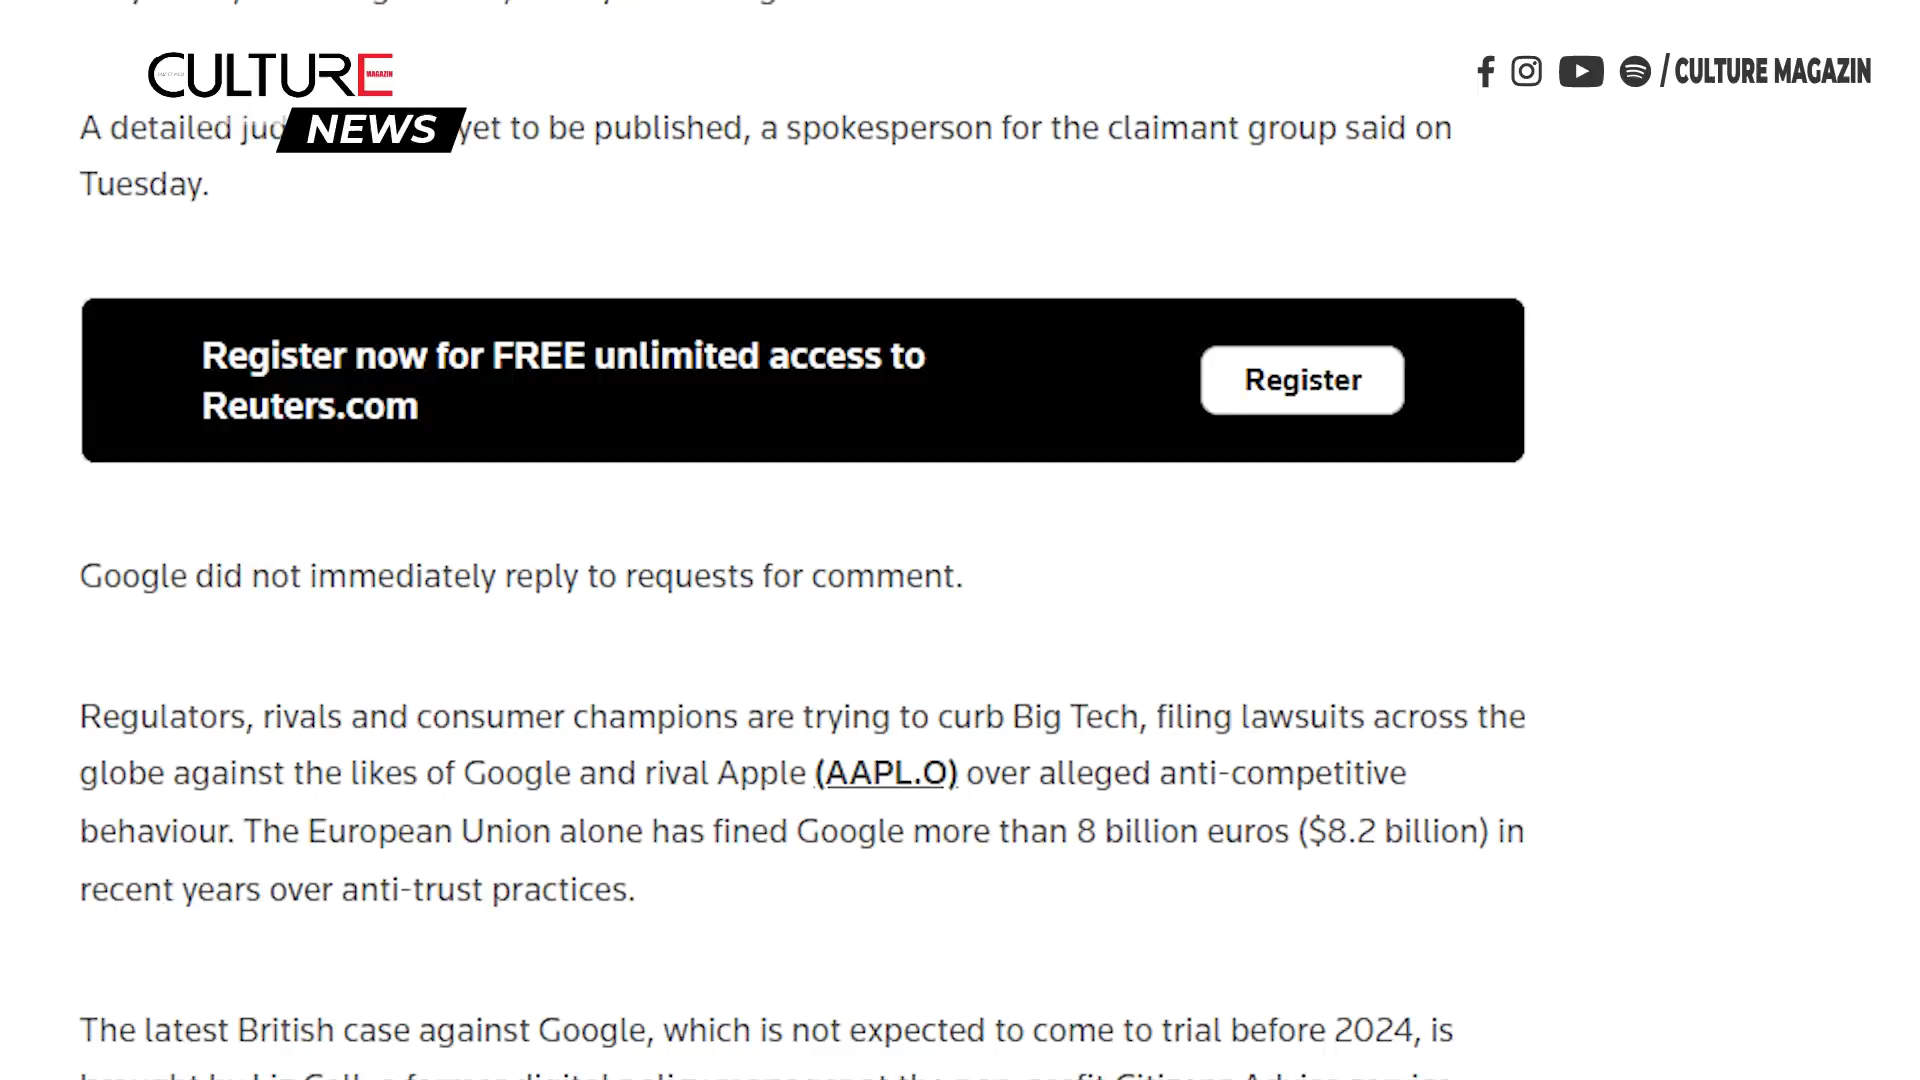 CULTURE
MAGAZIN
NEWS
/ CULTURE MAGAZIN
A detailed yet to be published, a spokesperson for the claimant group said on
Tuesday.
Register now for FREE unlimited access to
Reuters.com
Register
Google did not immediately reply to requests for comment.
Regulators, rivals and consumer champions are trying to curb Big Tech, filing lawsuits across the
globe against the likes of Google and rival Apple (AAPL.O) over alleged anti-competitive
behaviour. The European Union alone has fined Google more than 8 billion euros ($8.2 billion) in
recent years over anti-trust practices.
The latest British case against Google, which is not expected to come to trial before 2024, is